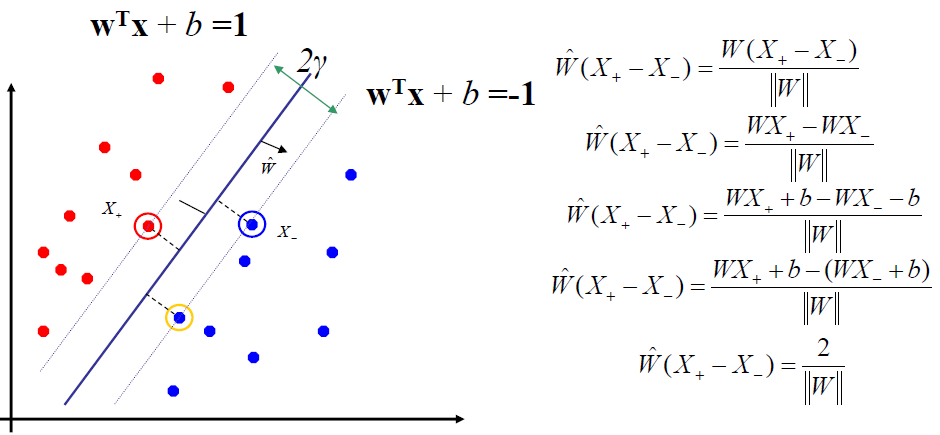 wᵀx + b =1
2γ
wᵀx + b =-1
Ŵ
X₊
X₋
Ŵ(X₊ − X₋) = W(X₊ − X₋) / ‖W‖
Ŵ(X₊ − X₋) = WX₊ − WX₋ / ‖W‖
Ŵ(X₊ − X₋) = WX₊ + b − WX₋ − b / ‖W‖
Ŵ(X₊ − X₋) = WX₊ + b − (WX₋ + b) / ‖W‖
Ŵ(X₊ − X₋) = 2 / ‖W‖